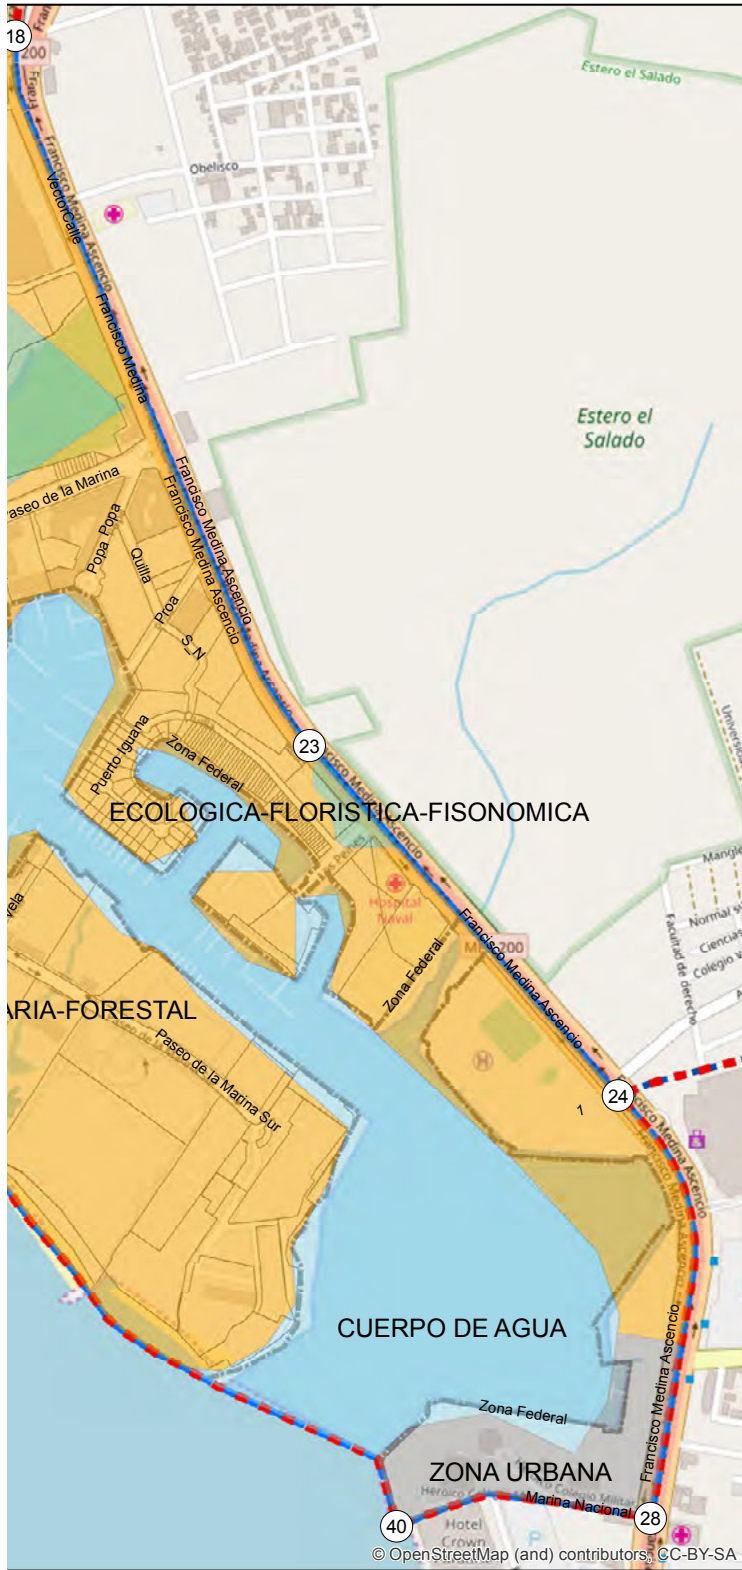 18
200
Fran
Francisco Medina Ascencio
Estero el Salado
Obelisco
VectorCalle
Francisco Medina
Estero el
Salado
Francisco Medina Ascencio
Francisco Medina Ascencio
aseo de la Marina
Popa
Popa
Quilla
Proa
S_N
Puerto Iguana
Zona Federal
23
ECOLOGICA-FLORISTICA-FISONOMICA
Hospital
Naval
Zona Federal
200
Francisco Medina Ascencio
Mangle
Normal
Ciencias
Colegio
Facultad de derecho
vela
ARIA-FORESTAL
Paseo de la Marina Sur
H
24
1
Francisco Medina Ascencio
Francisco Medina Ascencio
CUERPO DE AGUA
Zona Federal
ZONA URBANA
Marina Nacional
28
40
Hotel
Crown
P
© OpenStreetMap (and) contributors, CC-BY-SA